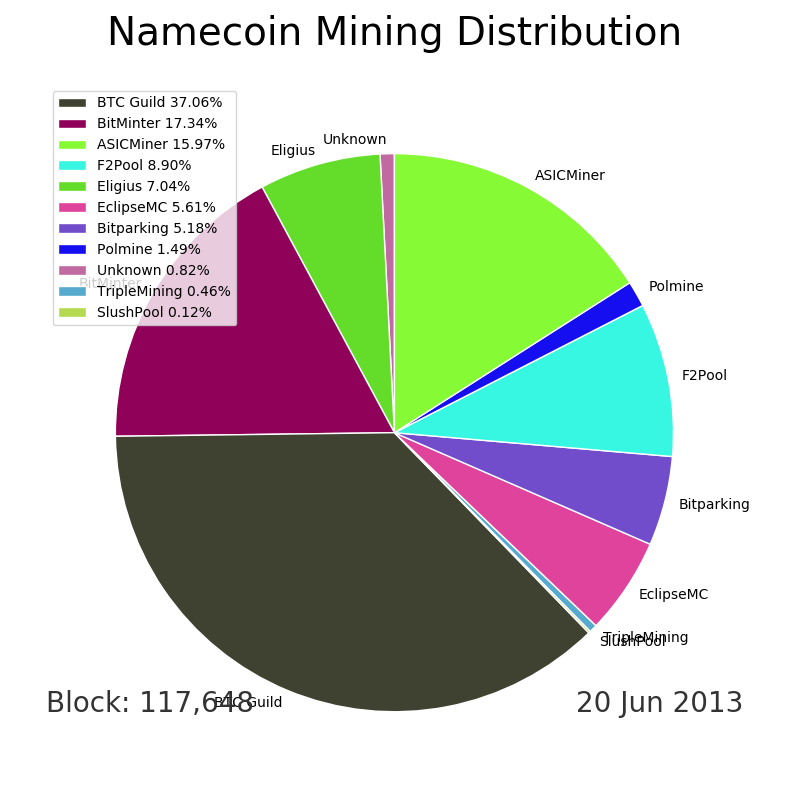 Namecoin Mining Distribution
BTC Guild 37.06%
BitMinter 17.34%
ASICMiner 15.97%
F2Pool 8.90%
Eligius 7.04%
EclipseMC 5.61%
Bitparking 5.18%
Polmine 1.49%
Unknown 0.82%
TripleMining 0.46%
SlushPool 0.12%
Unknown
Eligius
ASICMiner
BitMinter
Polmine
F2Pool
Bitparking
EclipseMC
TripleMining
SlushPool
BTC Guild
Block: 117,648
20 Jun 2013